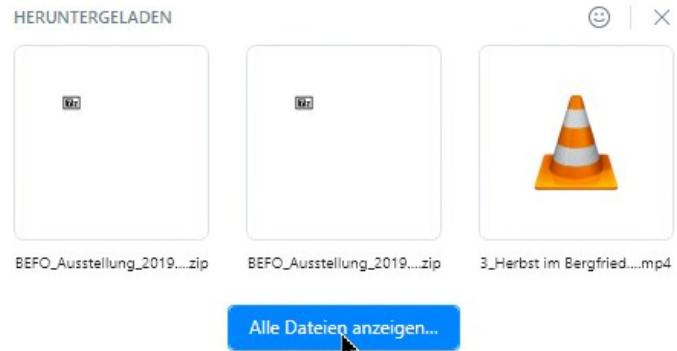 HERUNTERGELADEN
BEFO_Ausstellung_2019....zip
BEFO_Ausstellung_2019....zip
3_Herbst im Bergfried....mp4
Alle Dateien anzeigen...